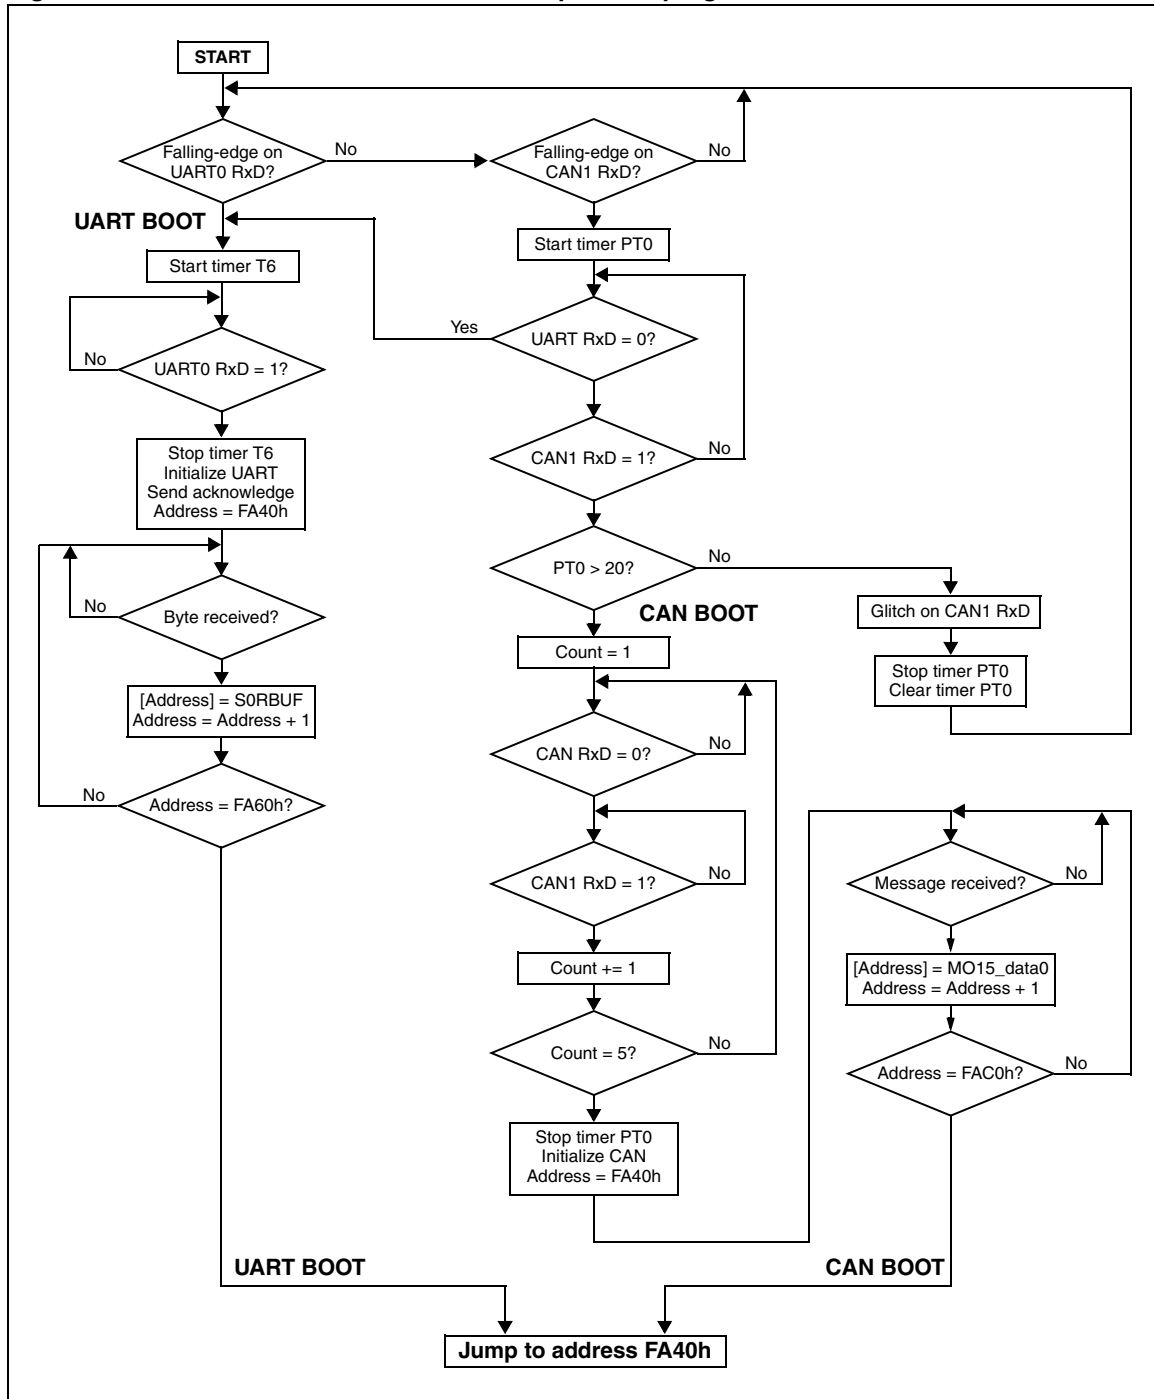 START
Falling-edge on
UART0 RxD?
No
Falling-edge on
CAN1 RxD?
No
UART BOOT
Start timer T6
Start timer PT0
Yes
UART RxD = 0?
No
UART0 RxD = 1?
CAN1 RxD = 1?
No
Stop timer T6
Initialize UART
Send acknowledge
Address = FA40h
PT0 > 20?
No
No
Byte received?
CAN BOOT
Glitch on CAN1 RxD
Count = 1
Stop timer PT0
Clear timer PT0
[Address] = S0RBUF
Address = Address + 1
CAN RxD = 0?
No
No
Address = FA60h?
CAN1 RxD = 1?
No
Message received?
No
Count += 1
[Address] = MO15_data0
Address = Address + 1
Count = 5?
No
Address = FAC0h?
No
Stop timer PT0
Initialize CAN
Address = FA40h
UART BOOT
CAN BOOT
Jump to address FA40h